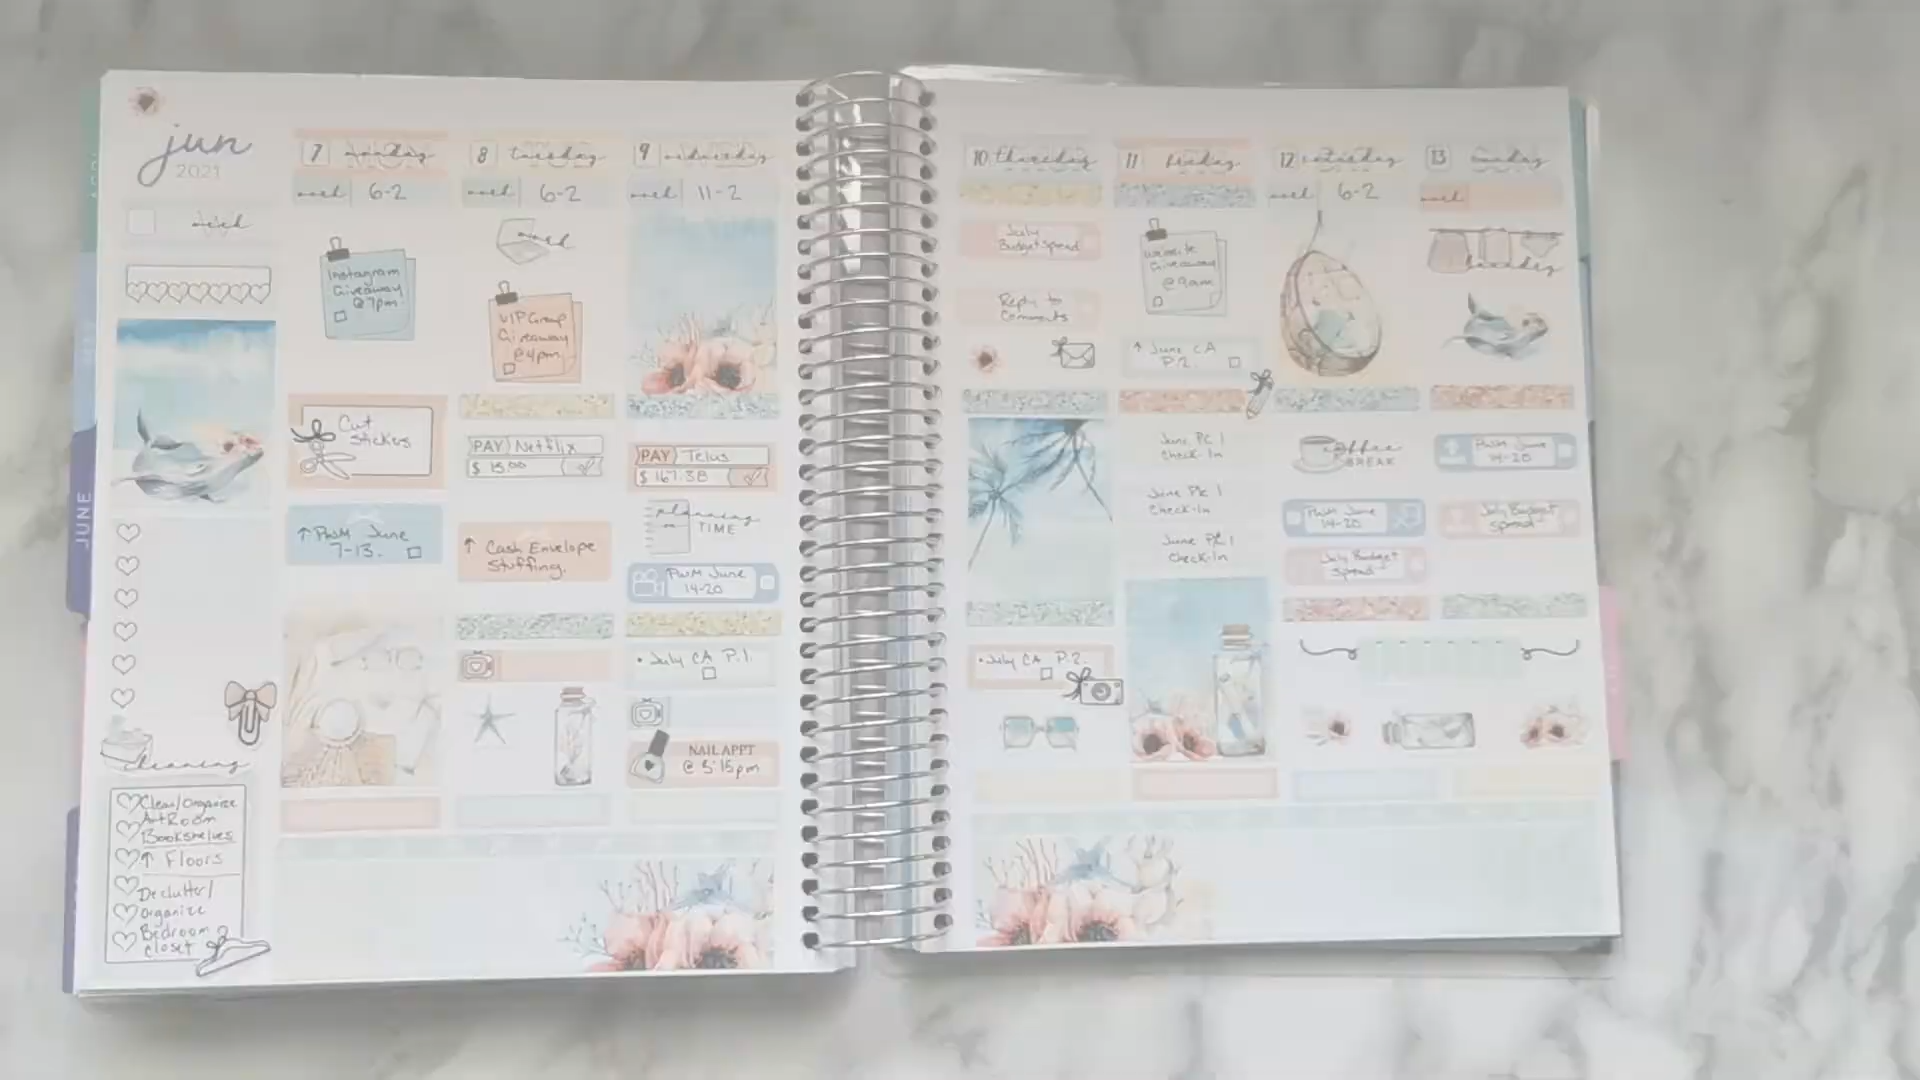 jun
2021
JUNE
7 monday
work 6-2
Instagram
Giveaway
@ 7pm
Cut
Stickers
↑ PWM June
7-13.
8 tuesday
work 6-2
work
VIP Group
Giveaway
@ 4pm
PAY Netflix
$ 15.00
↑ Cash Envelope
Stuffing.
9 wednesday
work 11-2
PAY Telus
$ 167.38
planning
TIME
PWM June
14-20
• July CA P.1.
NAIL APPT
@ 5:15pm
cleaning
Clean/Organize
Art Room
Bookshelves
↑ Floors
Declutter/
Organize
Bedroom
closet
10 thursday
July
Budget spread
Reply to
Comments
• July CA P.2.
11 friday
Website
Giveaway
@ 9am
↑ June CA
P.2.
June PC 1
Check-In
Check-In
Check-In
12 saturday
work 6-2
coffee
BREAK
PWM June
14-20
July Budget
Spread
13 sunday
work
laundry
PWM June
14-20
July Budget
Spread